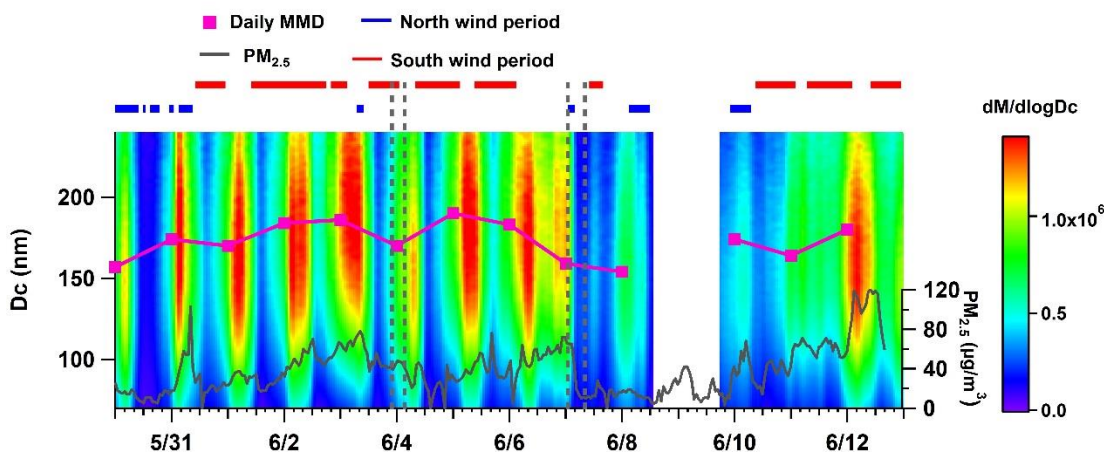 Daily MMD
North wind period
PM2.5
South wind period
dM/dlogDc
200
150
100
Dc (nm)
1.0x10^6
0.5
0.0
120
80
40
0
PM2.5 (μg/m^3)
5/31
6/2
6/4
6/6
6/8
6/10
6/12